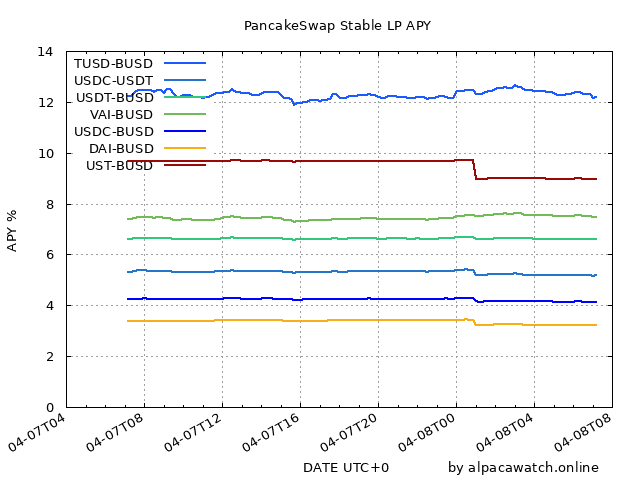 PancakeSwap Stable LP APY
14
12
10
8
6
4
2
0
APY %
TUSD-BUSD
USDC-USDT
USDT-BUSD
VAI-BUSD
USDC-BUSD
DAI-BUSD
UST-BUSD
04-07T04
04-07T08
04-07T12
04-07T16
04-07T20
04-08T00
04-08T04
04-08T08
DATE UTC+0
by alpacawatch.online